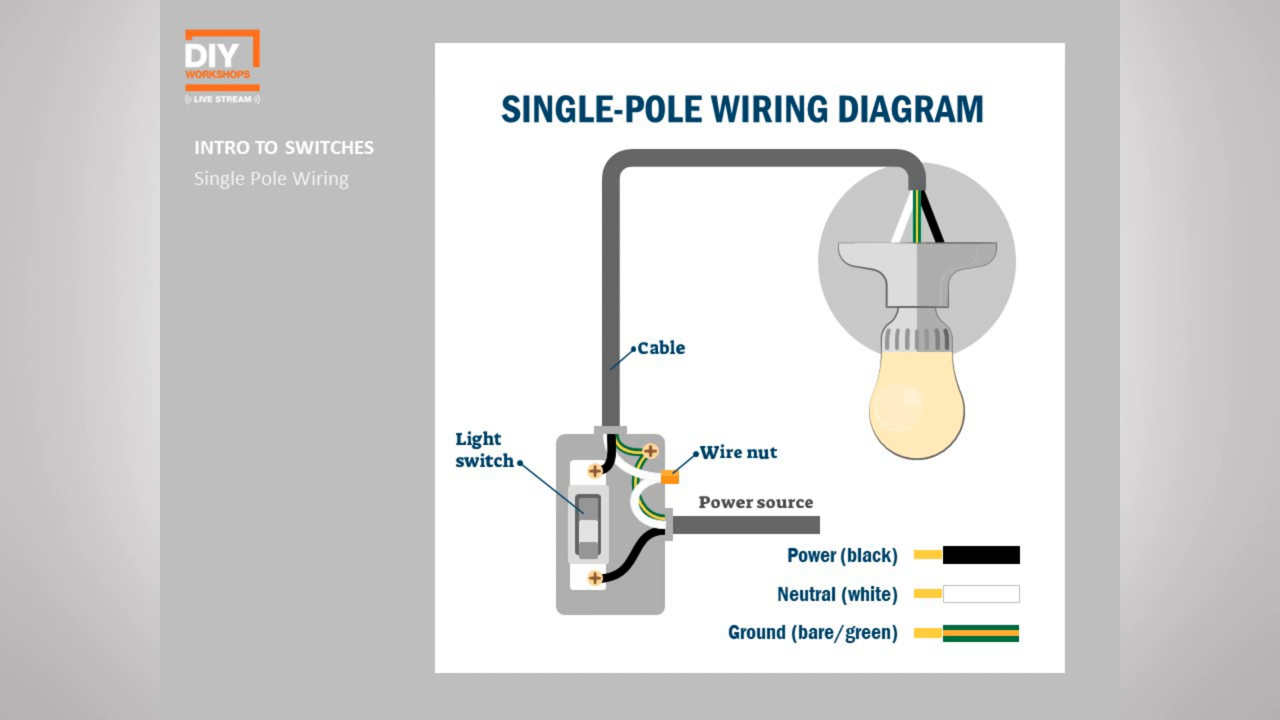 DIY
WORKSHOPS
LIVE STREAM
INTRO TO SWITCHES
Single Pole Wiring
SINGLE-POLE WIRING DIAGRAM
Cable
Light
switch
Wire nut
Power source
Power (black)
Neutral (white)
Ground (bare/green)